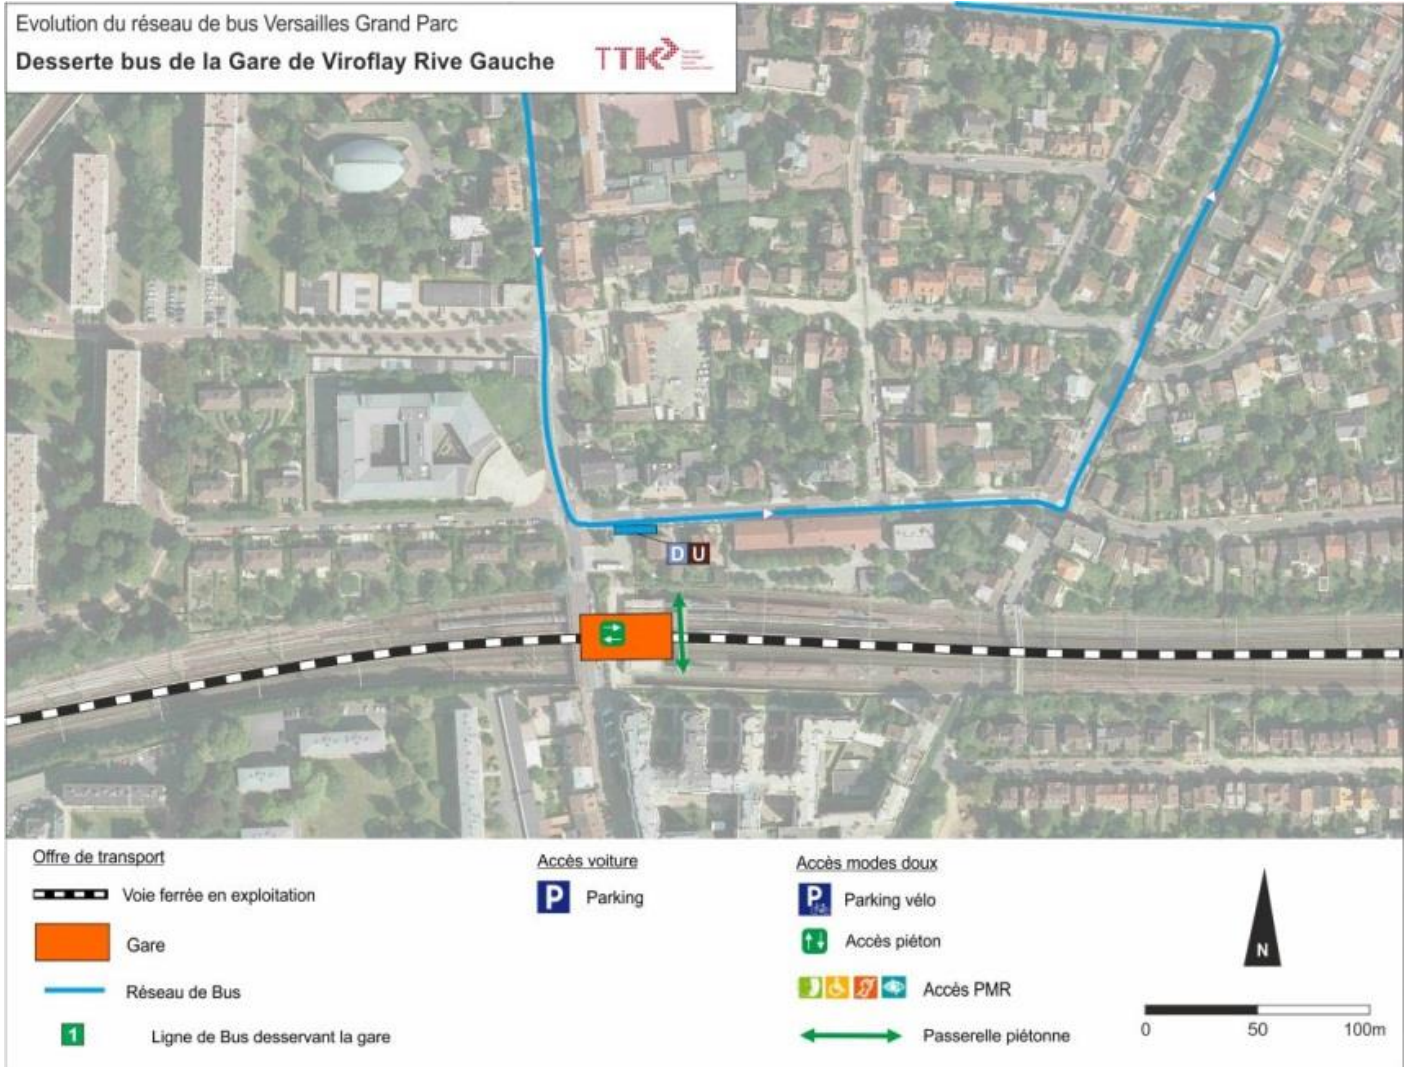 Evolution du réseau de bus Versailles Grand Parc
Desserte bus de la Gare de Viroflay Rive Gauche
TTK
D U
Offre de transport
Voie ferrée en exploitation
Gare
Réseau de Bus
1 Ligne de Bus desservant la gare
Accès voiture
P Parking
Accès modes doux
P Parking vélo
Accès piéton
Accès PMR
Passerelle piétonne
N
0 50 100m